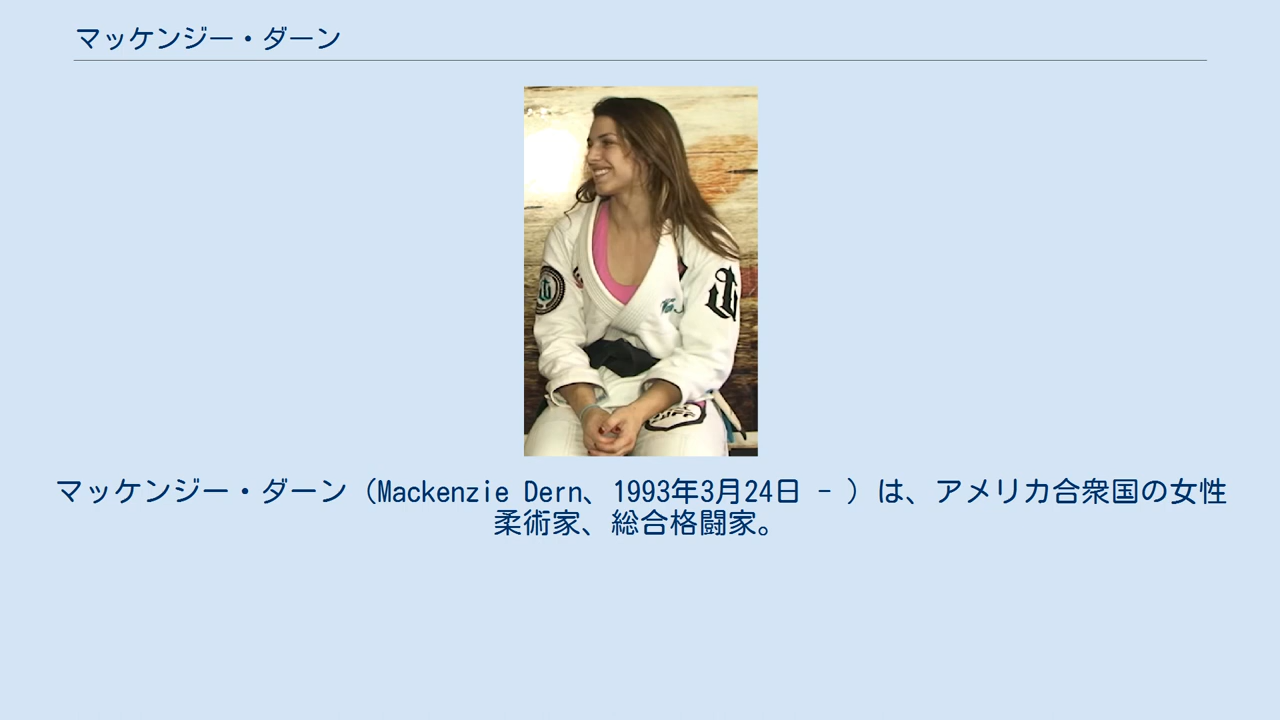 マッケンジー・ダーン
マッケンジー・ダーン（Mackenzie Dern、1993年3月24日 - ）は、アメリカ合衆国の女性
柔術家、総合格闘家。